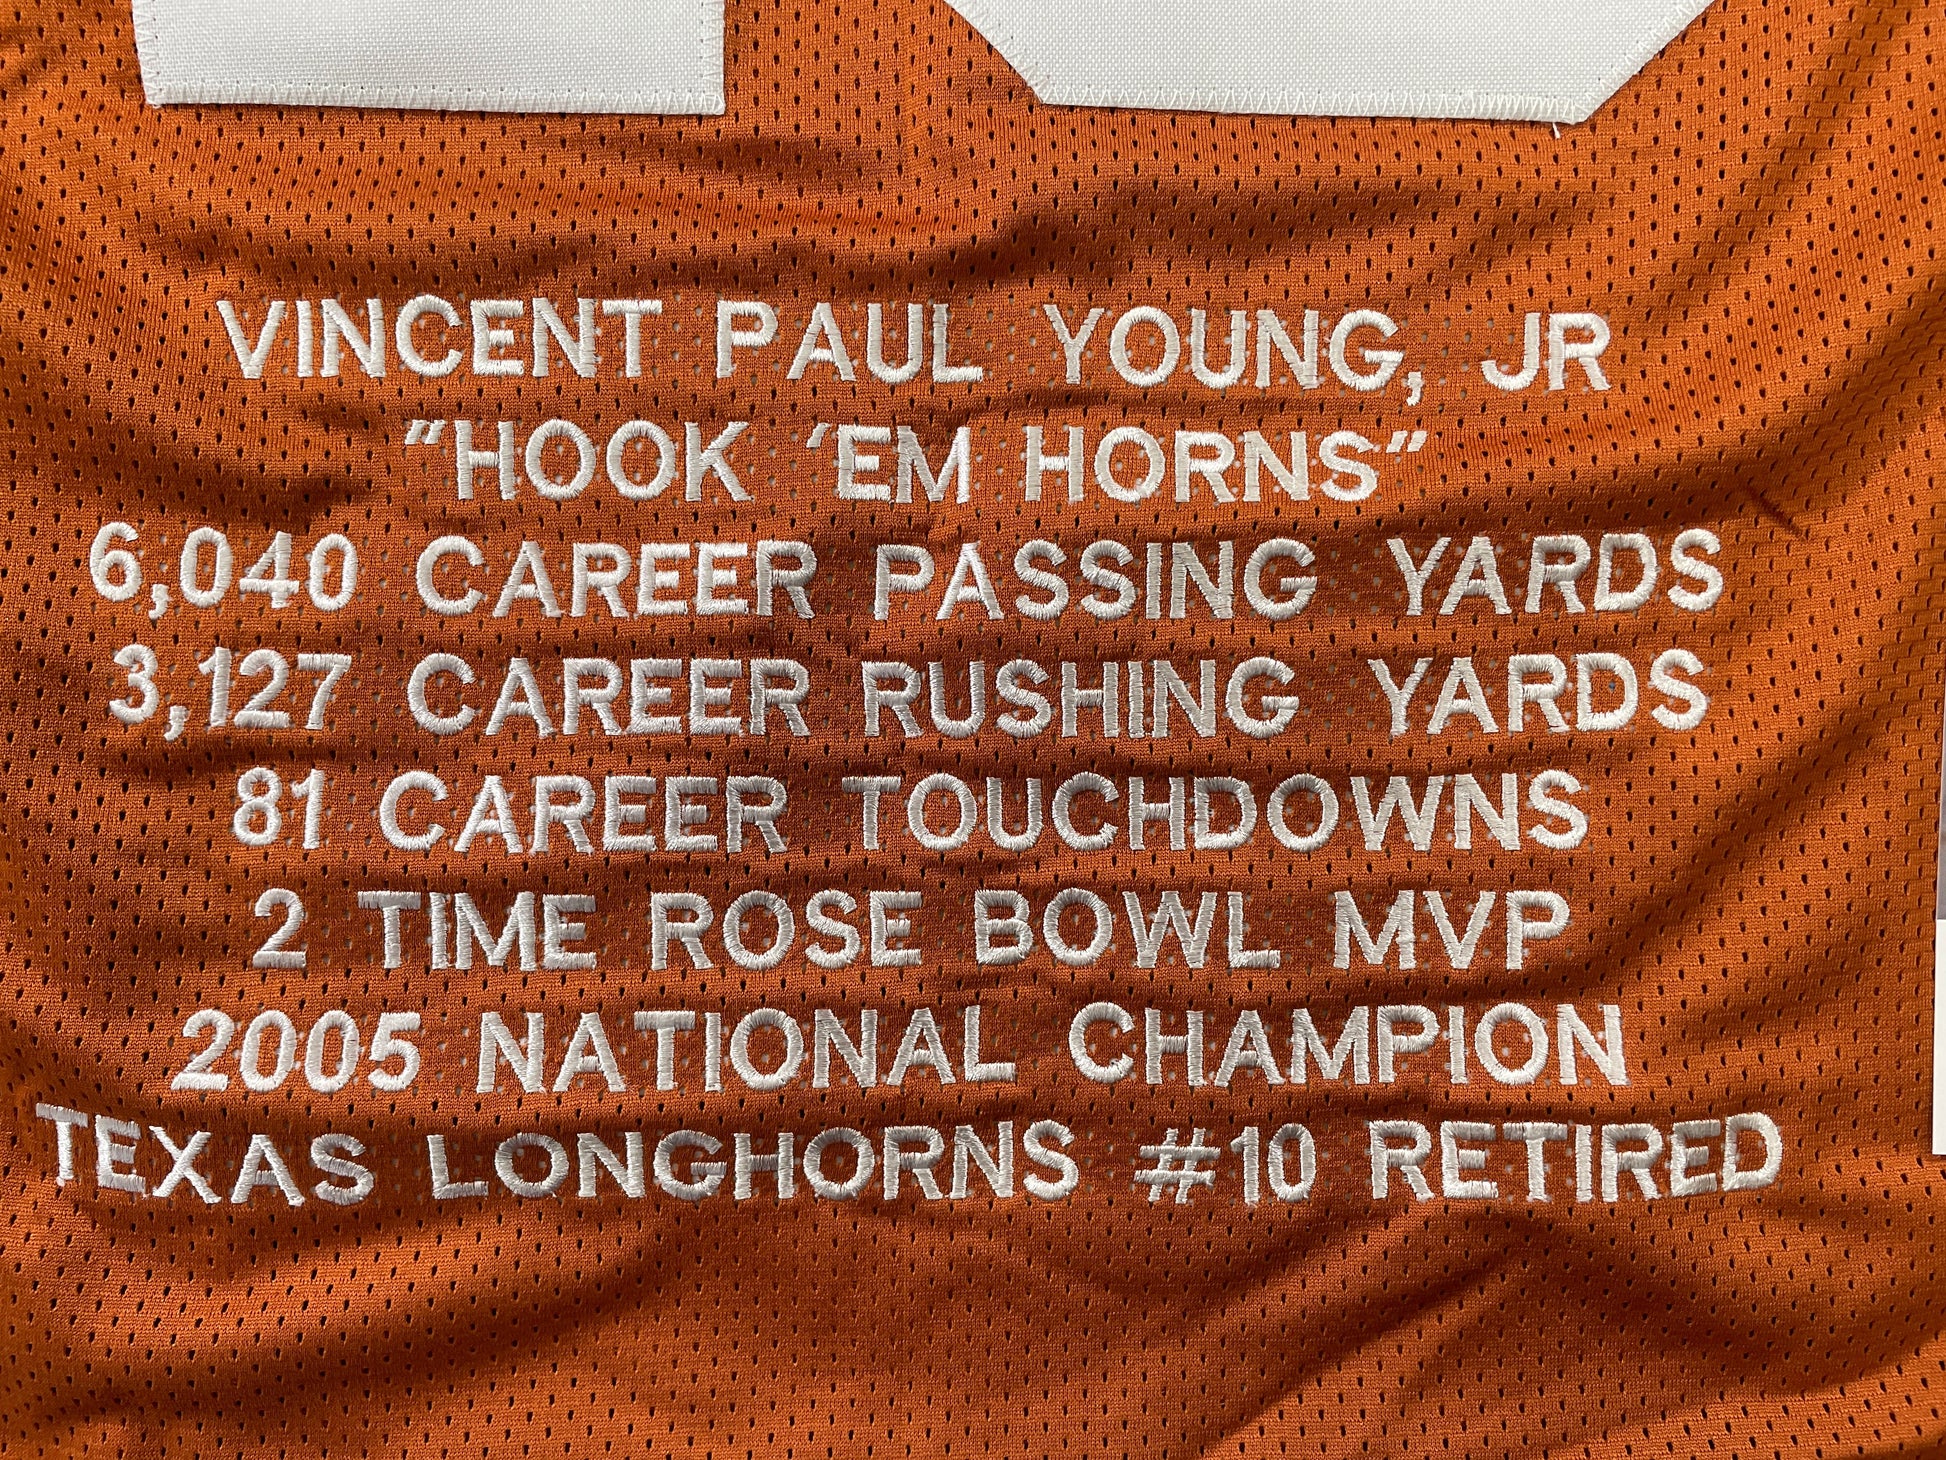 VINCENT PAUL YOUNG, JR
"HOOK 'EM HORNS"
6,040 CAREER PASSING YARDS
3,127 CAREER RUSHING YARDS
81 CAREER TOUCHDOWNS
2 TIME ROSE BOWL MVP
2005 NATIONAL CHAMPION
TEXAS LONGHORNS #10 RETIRED